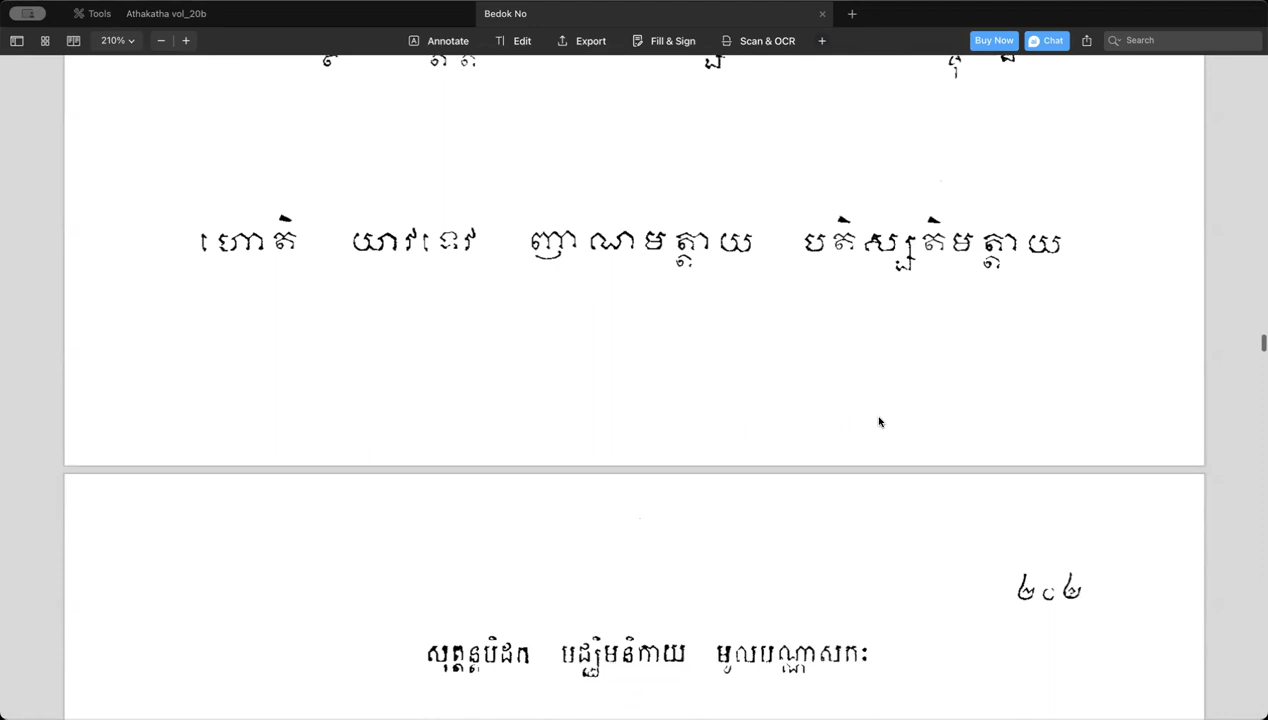 Tools
Athakatha vol_20b
Bedok No
210%
Annotate
Edit
Export
Fill & Sign
Scan & OCR
Buy Now
Chat
Search
ហោតិ យាវទេវ ញាណមត្ថាយ បតិស្សតិមត្ថាយ
២០២
សុត្តន្តបិដក មជ្ឈិមនិកាយ មូលបណ្ណាសកៈ